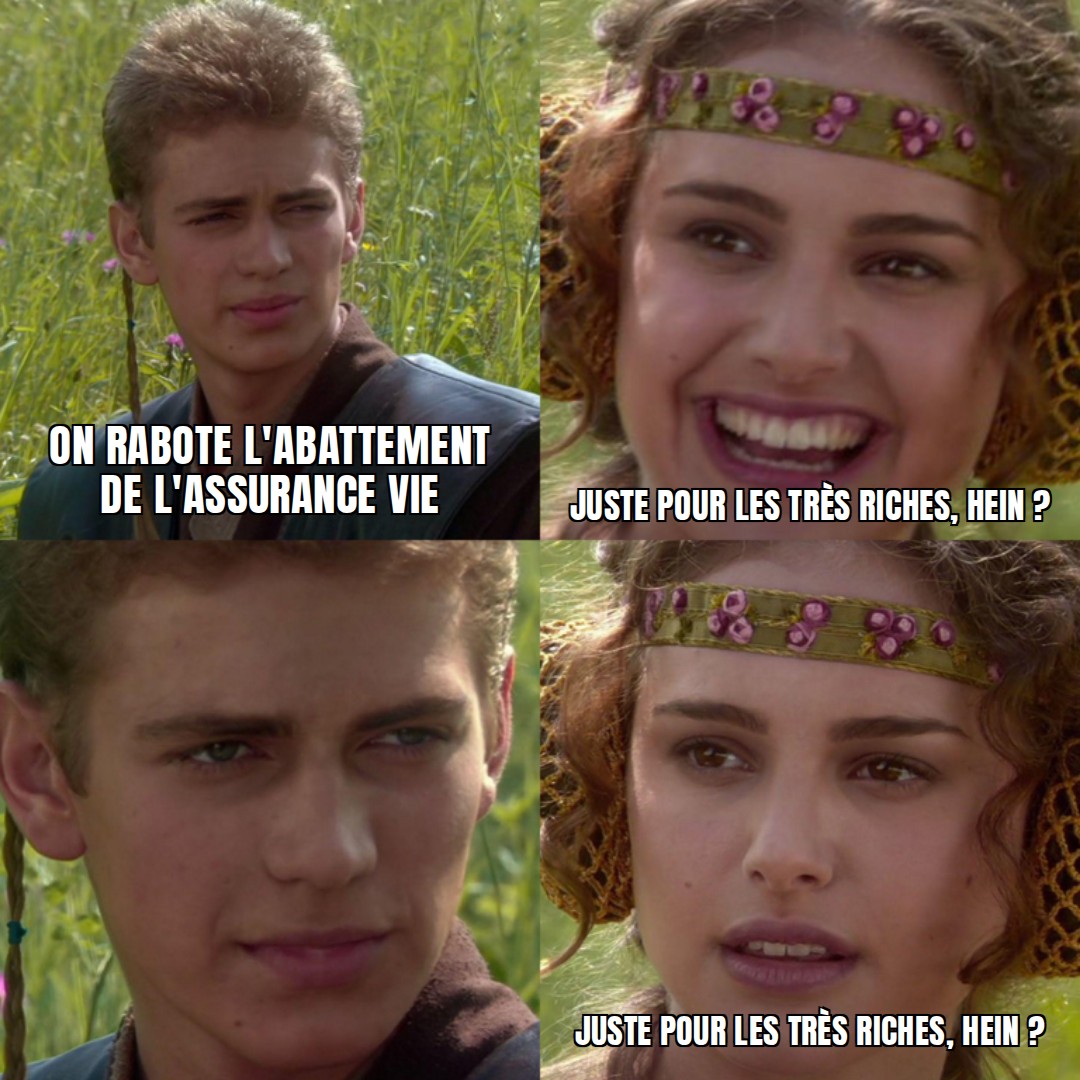 ON RABOTE L'ABATTEMENT
DE L'ASSURANCE VIE
JUSTE POUR LES TRÈS RICHES, HEIN ?
JUSTE POUR LES TRÈS RICHES, HEIN ?